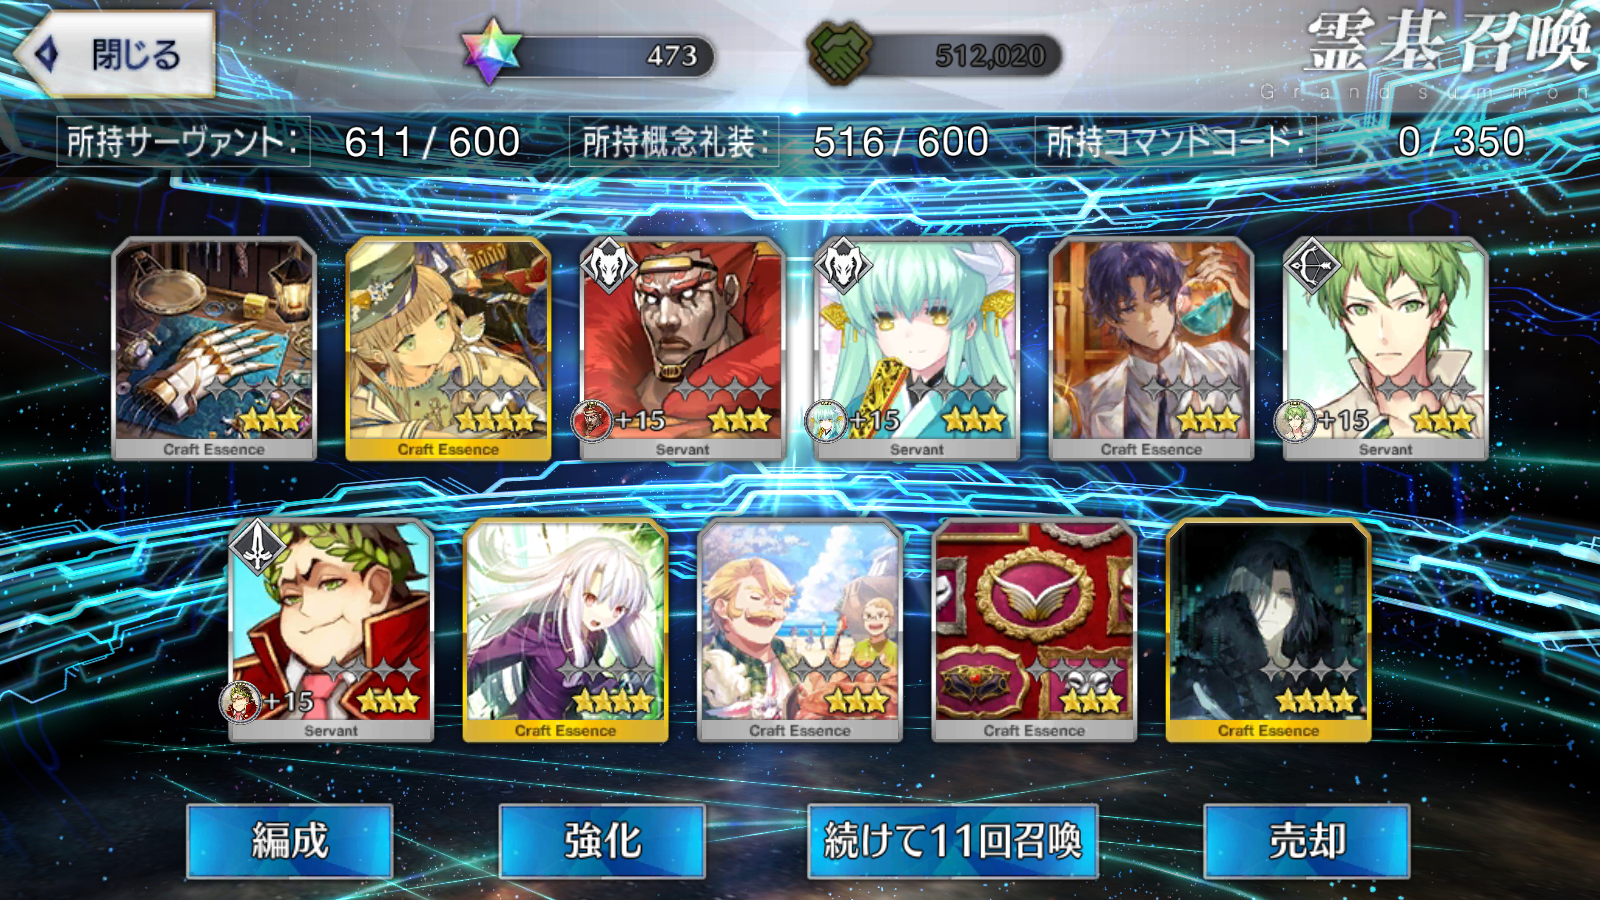 閉じる
473
512,020
霊基召喚
Grand summon
所持サーヴァント: 611 / 600
所持概念礼装: 516 / 600
所持コマンドコード: 0 / 350
Craft Essence
Craft Essence
+15
Servant
+15
Servant
Craft Essence
+15
Servant
+15
Servant
Craft Essence
Craft Essence
Craft Essence
Craft Essence
編成
強化
続けて11回召喚
売却